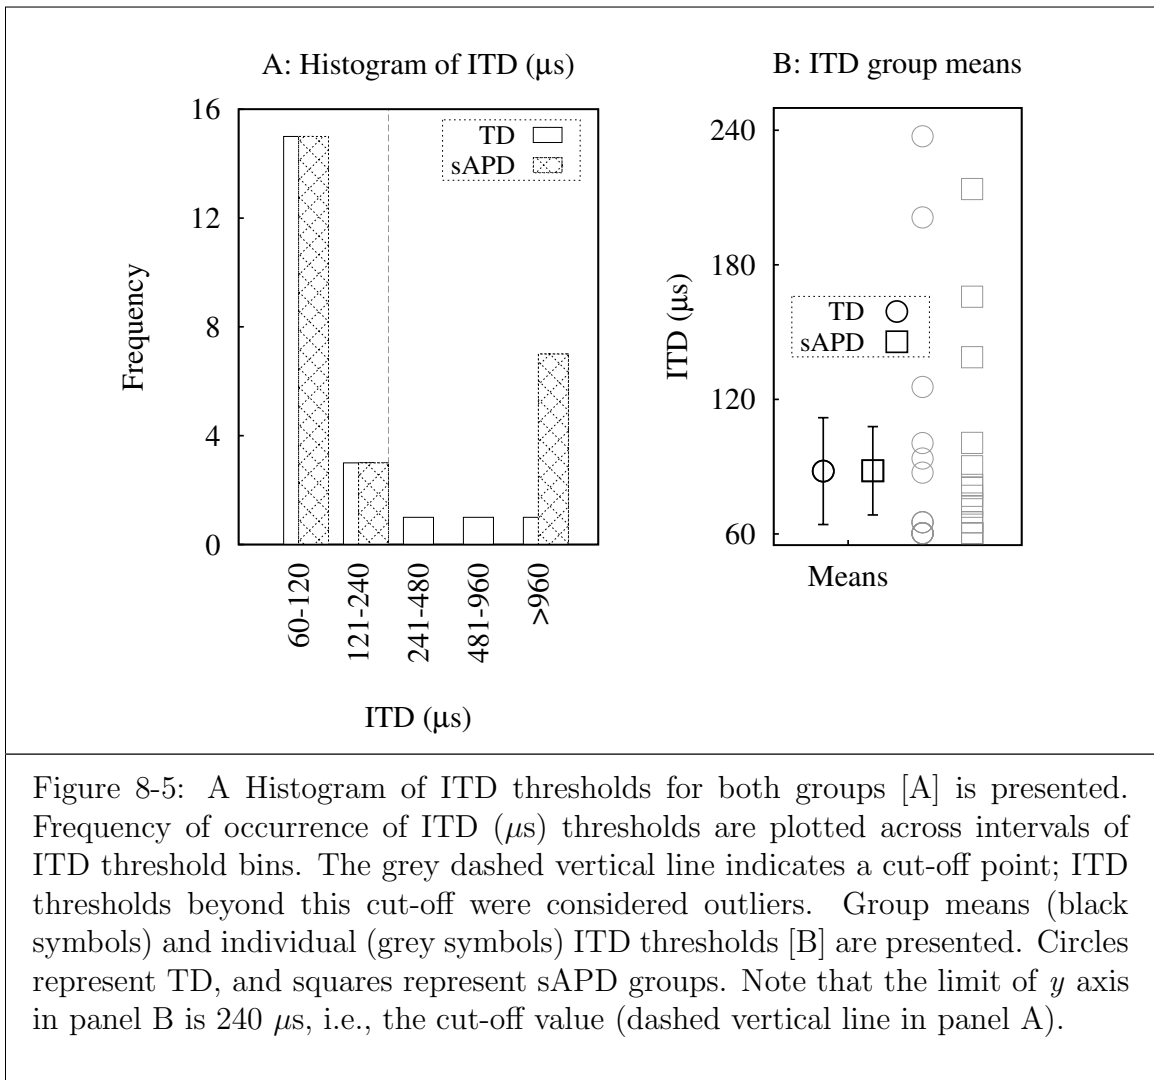 A: Histogram of ITD (μs)
16
12
8
4
0
Frequency
TD
sAPD
60-120
121-240
241-480
481-960
>960
ITD (μs)
B: ITD group means
240
180
120
60
ITD (μs)
TD
sAPD
Means
Figure 8-5: A Histogram of ITD thresholds for both groups [A] is presented.
Frequency of occurrence of ITD (μs) thresholds are plotted across intervals of
ITD threshold bins. The grey dashed vertical line indicates a cut-off point; ITD
thresholds beyond this cut-off were considered outliers. Group means (black
symbols) and individual (grey symbols) ITD thresholds [B] are presented. Circles
represent TD, and squares represent sAPD groups. Note that the limit of y axis
in panel B is 240 μs, i.e., the cut-off value (dashed vertical line in panel A).